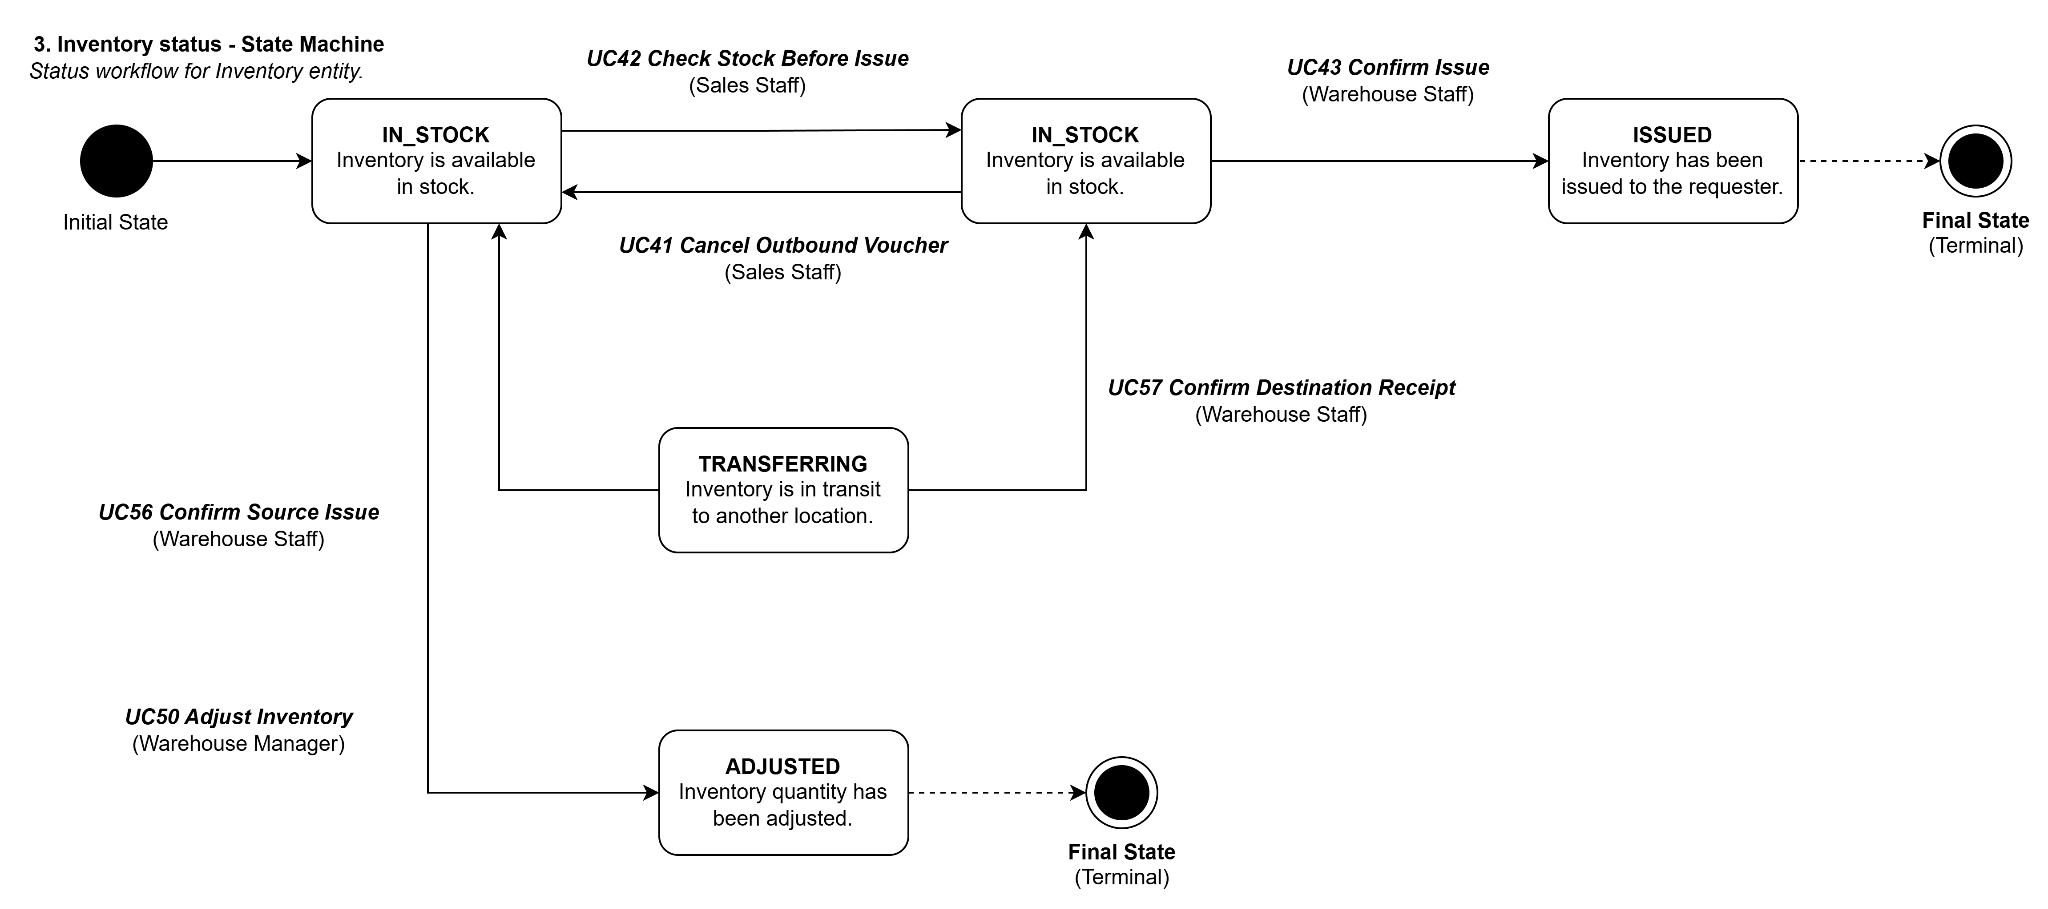 3. Inventory status - State Machine
Status workflow for Inventory entity.
UC42 Check Stock Before Issue
(Sales Staff)
UC43 Confirm Issue
(Warehouse Staff)
Initial State
IN_STOCK
Inventory is available
in stock.
IN_STOCK
Inventory is available
in stock.
ISSUED
Inventory has been
issued to the requester.
Final State
(Terminal)
UC41 Cancel Outbound Voucher
(Sales Staff)
UC57 Confirm Destination Receipt
(Warehouse Staff)
TRANSFERRING
Inventory is in transit
to another location.
UC56 Confirm Source Issue
(Warehouse Staff)
UC50 Adjust Inventory
(Warehouse Manager)
ADJUSTED
Inventory quantity has
been adjusted.
Final State
(Terminal)